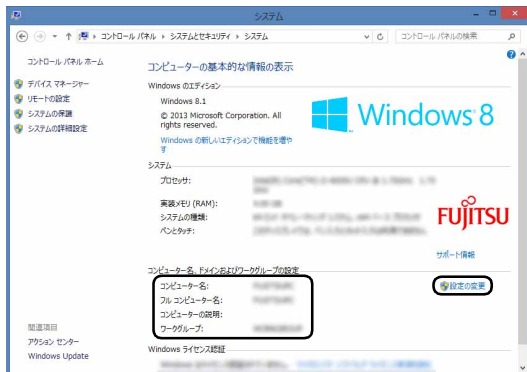 システム
コントロール パネル ▸ システムとセキュリティ ▸ システム
コントロール パネルの検索
コントロール パネル ホーム
デバイス マネージャー
リモートの設定
システムの保護
システムの詳細設定
コンピューターの基本的な情報の表示
Windows のエディション
Windows 8.1
© 2013 Microsoft Corporation. All
rights reserved.
Windows の新しいエディションで機能を増や
す
Windows 8
システム
プロセッサ:
実装メモリ (RAM):
システムの種類:
ペンとタッチ:
FUJITSU
サポート情報
コンピューター名、ドメインおよびワークグループの設定
コンピューター名:
フル コンピューター名:
コンピューターの説明:
ワークグループ:
設定の変更
Windows ライセンス認証
関連項目
アクション センター
Windows Update